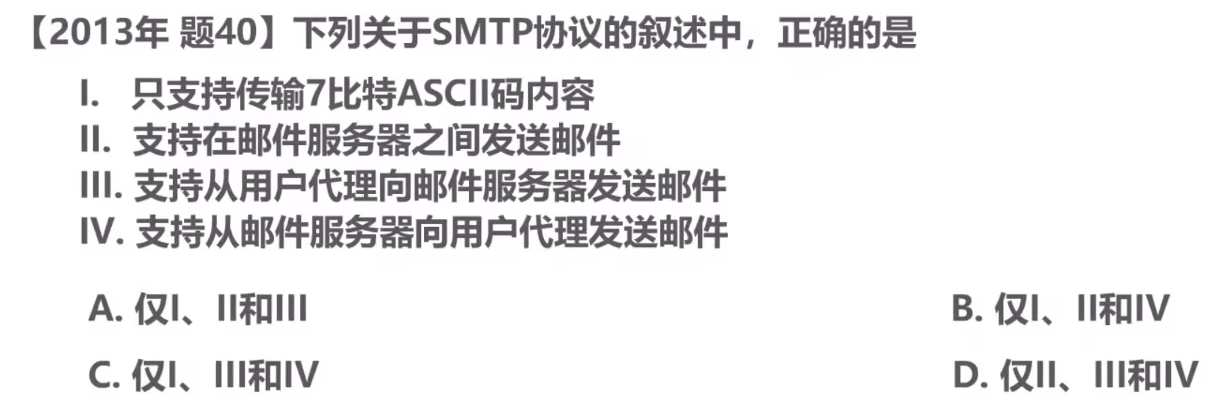 【2013年 题40】下列关于SMTP协议的叙述中，正确的是
I. 只支持传输7比特ASCII码内容
II. 支持在邮件服务器之间发送邮件
III. 支持从用户代理向邮件服务器发送邮件
IV. 支持从邮件服务器向用户代理发送邮件
A. 仅I、II和III B. 仅I、II和IV
C. 仅I、III和IV D. 仅II、III和IV